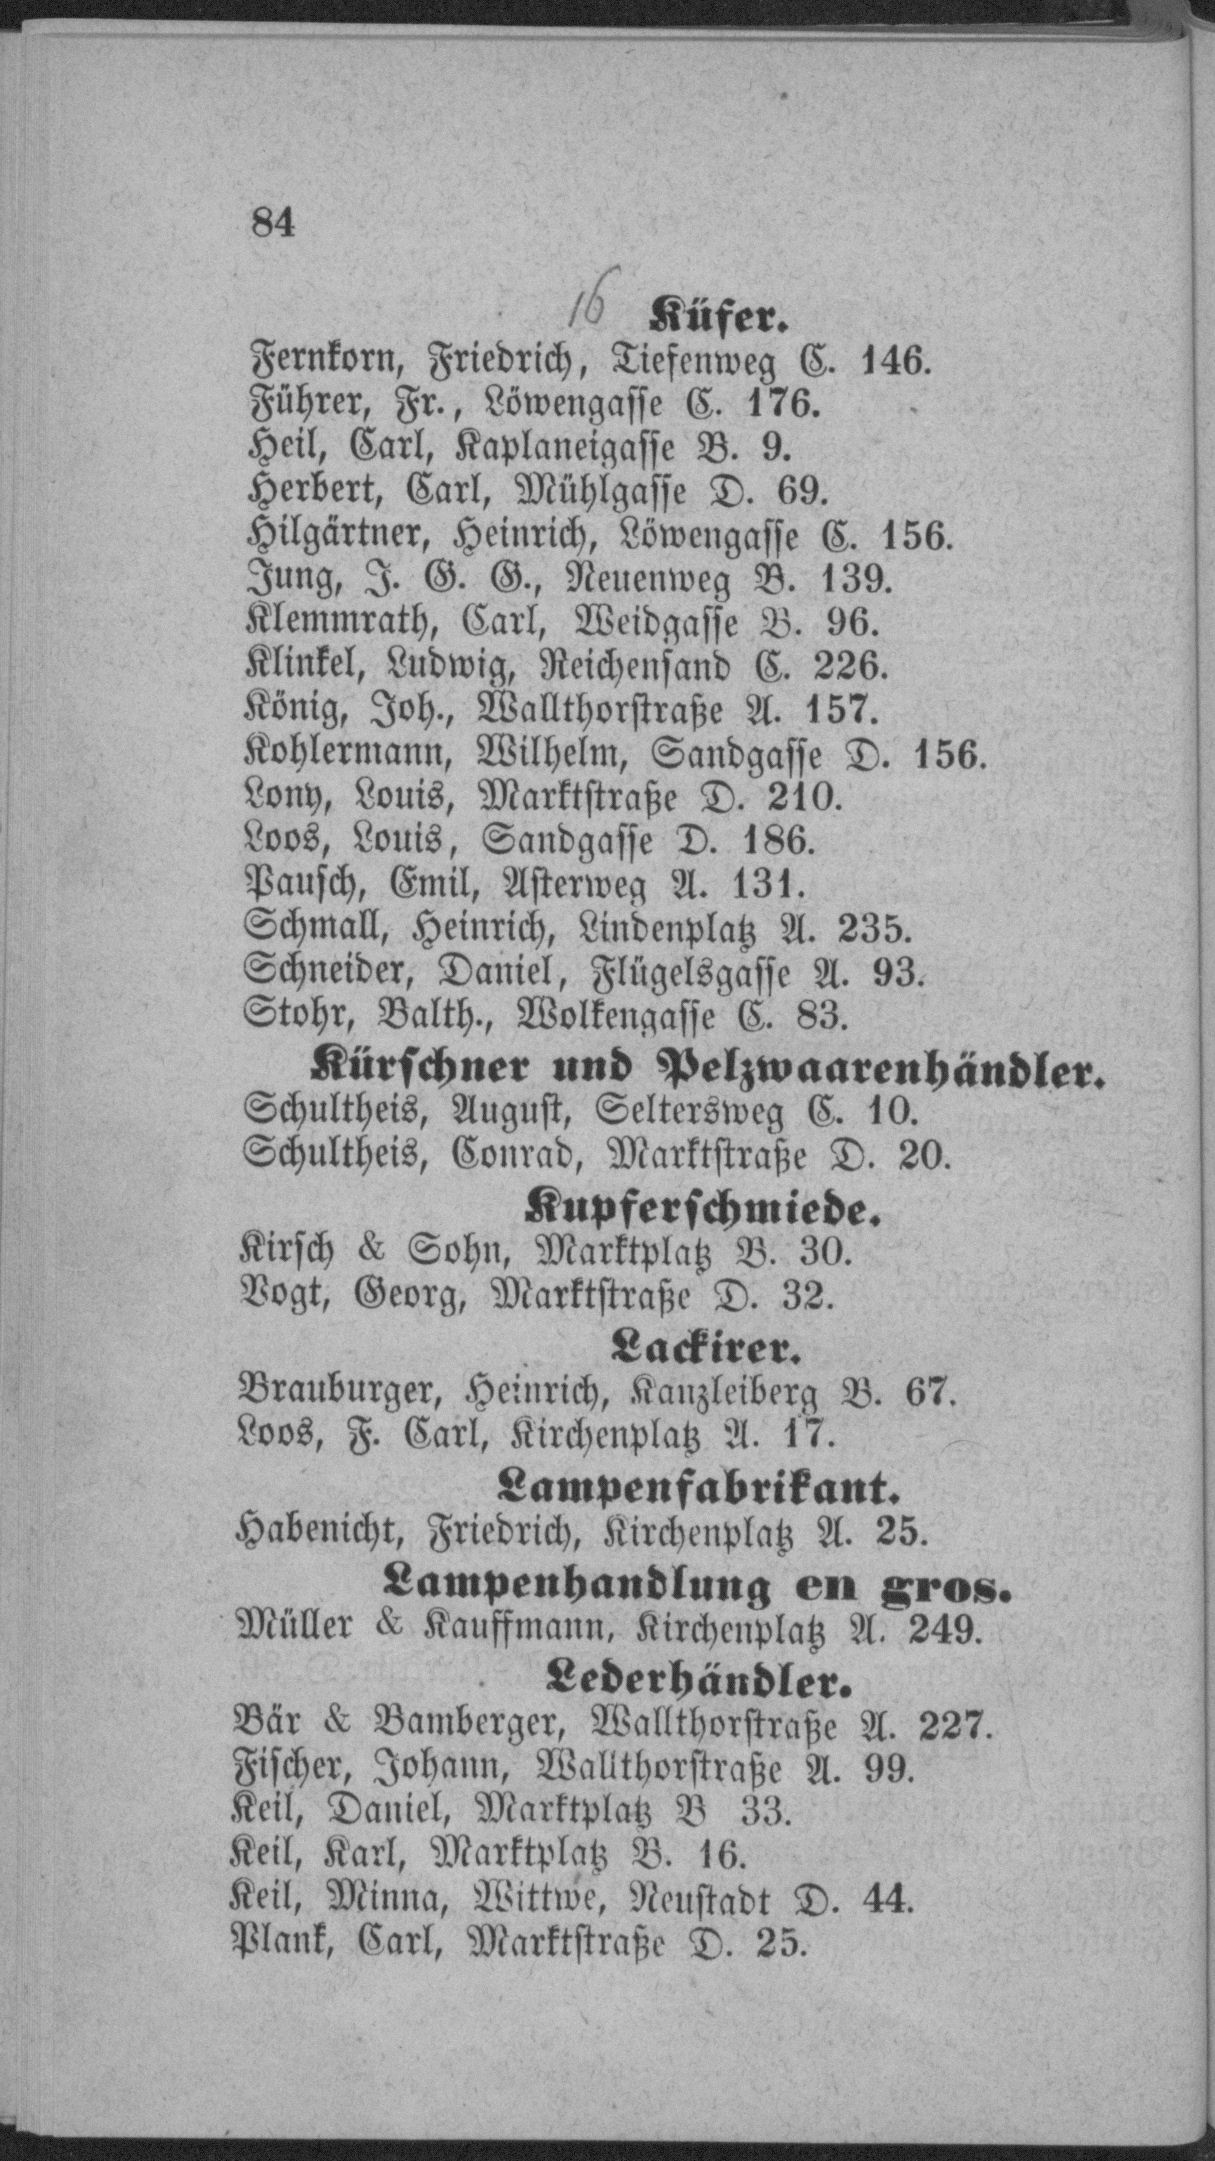 84
16 Küfer.
Fernkorn, Friedrich, Tiefenweg C. 146.
Führer, Fr., Löwengasse C. 176.
Heil, Carl, Kaplaneigasse B. 9.
Herbert, Carl, Mühlgasse D. 69.
Hilgärtner, Heinrich, Löwengasse C. 156.
Jung, J. G. G., Neuenweg B. 139.
Klemmrath, Carl, Weidgasse B. 96.
Klinkel, Ludwig, Reichensand C. 226.
König, Joh., Wallthorstraße A. 157.
Kohlermann, Wilhelm, Sandgasse D. 156.
Lony, Louis, Marktstraße D. 210.
Loos, Louis, Sandgasse D. 186.
Pausch, Emil, Asterweg A. 131.
Schmall, Heinrich, Lindenplatz A. 235.
Schneider, Daniel, Flügelsgasse A. 93.
Stohr, Balth., Wolkengasse C. 83.
Kürschner und Pelzwaarenhändler.
Schultheis, August, Seltersweg C. 10.
Schultheis, Conrad, Marktstraße D. 20.
Kupferschmiede.
Kirsch & Sohn, Marktplatz B. 30.
Vogt, Georg, Marktstraße D. 32.
Lackirer.
Brauburger, Heinrich, Kanzleiberg B. 67.
Loos, F. Carl, Kirchenplatz A. 17.
Lampenfabrikant.
Habenicht, Friedrich, Kirchenplatz A. 25.
Lampenhandlung en gros.
Müller & Kauffmann, Kirchenplatz A. 249.
Lederhändler.
Bär & Bamberger, Wallthorstraße A. 227.
Fischer, Johann, Wallthorstraße A. 99.
Keil, Daniel, Marktplatz B 33.
Keil, Karl, Marktplatz B. 16.
Keil, Minna, Wittwe, Neustadt D. 44.
Plank, Carl, Marktstraße D. 25.